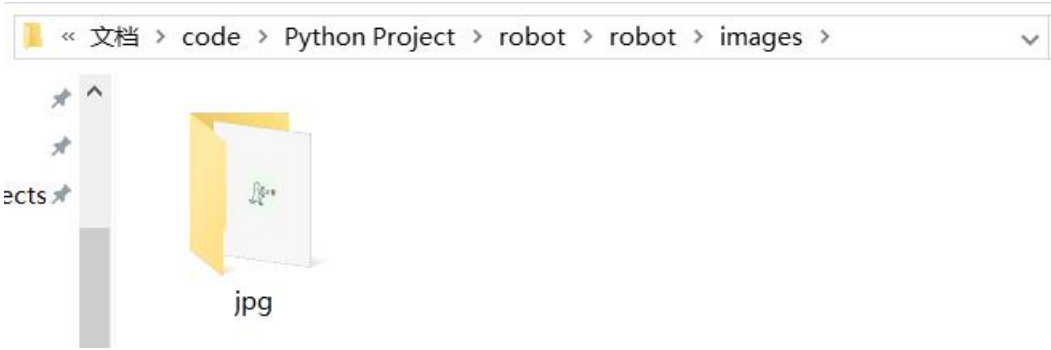 « 文档 > code > Python Project > robot > robot > images >
ects
jpg